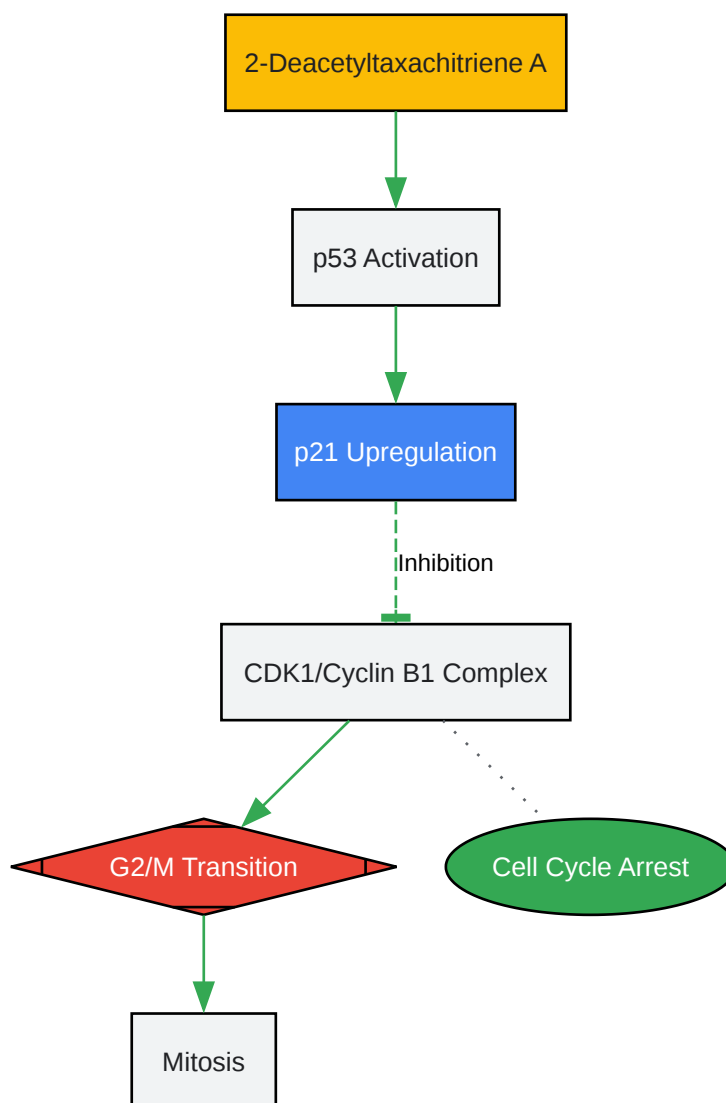 2-Deacetyltaxachitriene A
p53 Activation
p21 Upregulation
Inhibition
CDK1/Cyclin B1 Complex
G2/M Transition
Cell Cycle Arrest
Mitosis